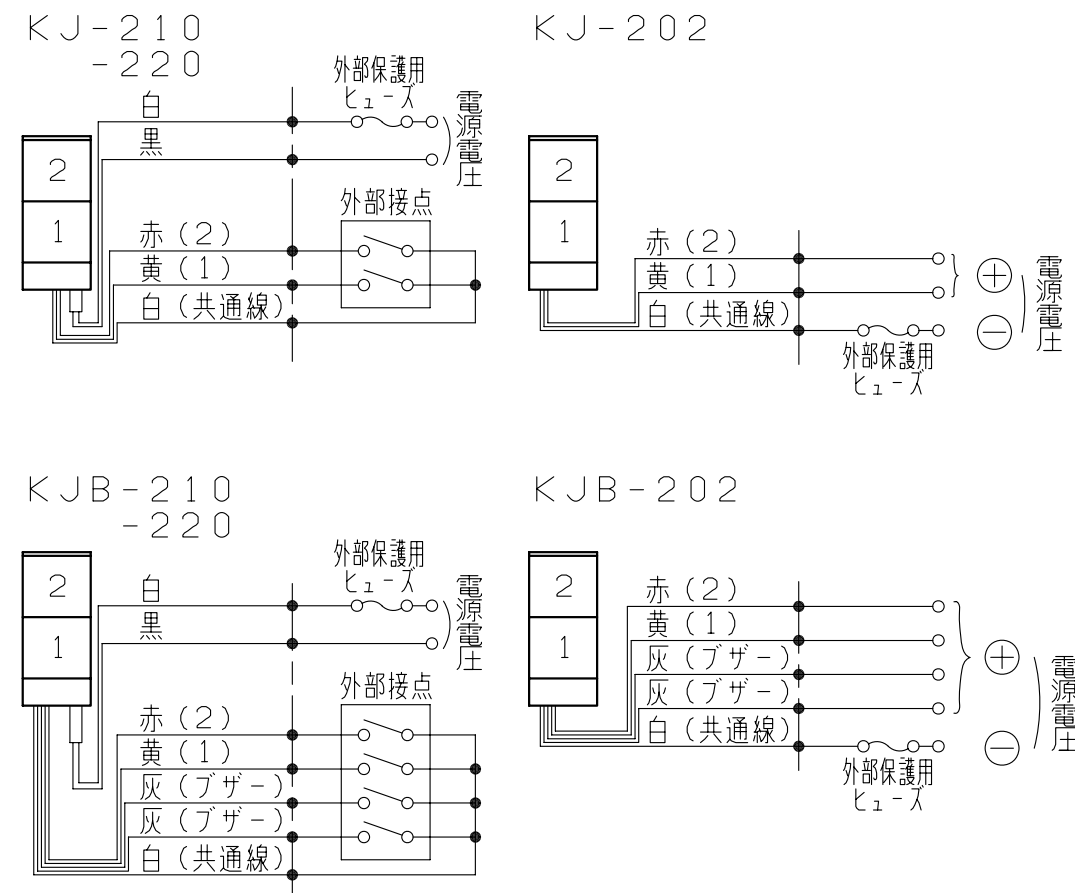 KJ-210
-220
外部保護用
ヒューズ
白
黒
電源電圧
2
1
外部接点
赤(2)
黄(1)
白(共通線)
KJ-202
2
1
赤(2)
黄(1)
白(共通線)
+
-
電源電圧
外部保護用
ヒューズ
KJB-210
-220
外部保護用
ヒューズ
白
黒
電源電圧
2
1
外部接点
赤(2)
黄(1)
灰(ブザー)
灰(ブザー)
白(共通線)
KJB-202
2
1
赤(2)
黄(1)
灰(ブザー)
灰(ブザー)
白(共通線)
+
-
電源電圧
外部保護用
ヒューズ